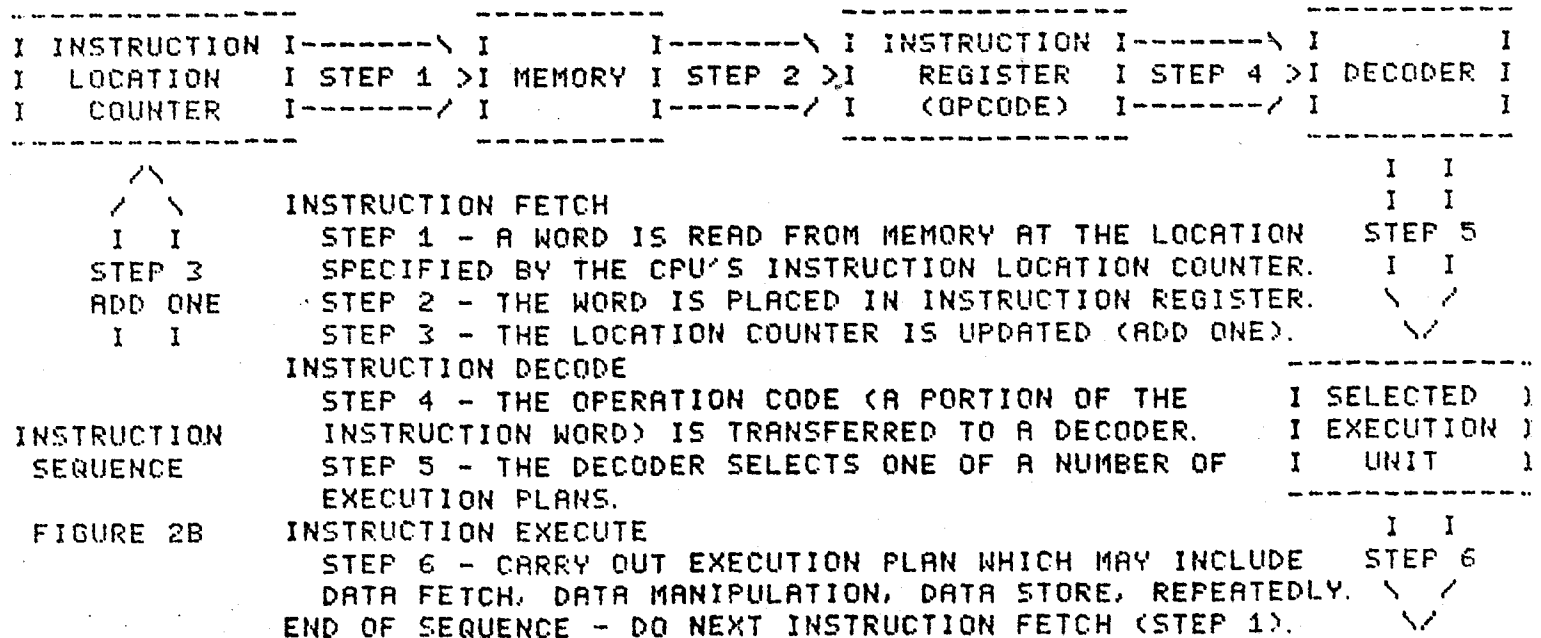 INSTRUCTION LOCATION COUNTER
STEP 1
MEMORY
STEP 2
INSTRUCTION REGISTER (OPCODE)
STEP 4
DECODER
STEP 3
ADD ONE
INSTRUCTION FETCH
STEP 1 - A WORD IS READ FROM MEMORY AT THE LOCATION
SPECIFIED BY THE CPU'S INSTRUCTION LOCATION COUNTER.
STEP 2 - THE WORD IS PLACED IN INSTRUCTION REGISTER.
STEP 3 - THE LOCATION COUNTER IS UPDATED (ADD ONE).
INSTRUCTION DECODE
STEP 4 - THE OPERATION CODE (A PORTION OF THE
INSTRUCTION WORD) IS TRANSFERRED TO A DECODER.
STEP 5 - THE DECODER SELECTS ONE OF A NUMBER OF
EXECUTION PLANS.
INSTRUCTION EXECUTE
STEP 6 - CARRY OUT EXECUTION PLAN WHICH MAY INCLUDE
DATA FETCH, DATA MANIPULATION, DATA STORE, REPEATEDLY.
END OF SEQUENCE - DO NEXT INSTRUCTION FETCH (STEP 1).
STEP 5
SELECTED
EXECUTION
UNIT
STEP 6
INSTRUCTION
SEQUENCE
FIGURE 2B